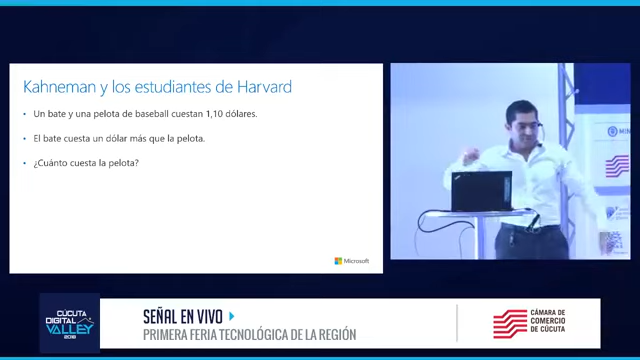 Kahneman y los estudiantes de Harvard
• Un bate y una pelota de baseball cuestan 1,10 dólares.
• El bate cuesta un dólar más que la pelota.
• ¿Cuánto cuesta la pelota?
Microsoft
CÚCUTA
DIGITAL
VALLEY
2018
SEÑAL EN VIVO
PRIMERA FERIA TECNOLÓGICA DE LA REGIÓN
CÁMARA DE
COMERCIO
DE CÚCUTA